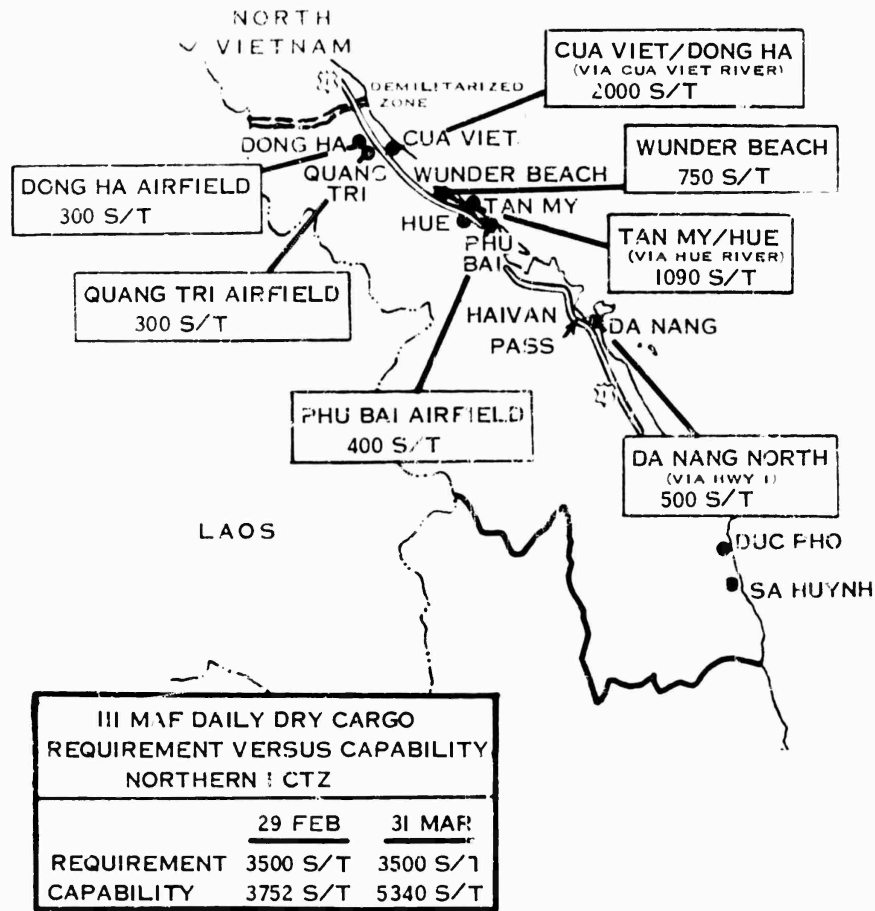 NORTH
VIETNAM
DEMILITARIZED
ZONE
CUA VIET/DONG HA
(VIA CUA VIET RIVER)
2000 S/T
DONG HA
CUA VIET
QUANG
TRI
WUNDER BEACH
WUNDER BEACH
750 S/T
DONG HA AIRFIELD
300 S/T
TAN MY
HUE
PHU
BAI
TAN MY/HUE
(VIA HUE RIVER)
1090 S/T
QUANG TRI AIRFIELD
300 S/T
HAIVAN
PASS
DA NANG
PHU BAI AIRFIELD
400 S/T
DA NANG NORTH
(VIA HWY 1)
500 S/T
LAOS
DUC PHO
SA HUYNH
III MAF DAILY DRY CARGO
REQUIREMENT VERSUS CAPABILITY
NORTHERN I CTZ
29 FEB 31 MAR
REQUIREMENT 3500 S/T 3500 S/T
CAPABILITY 3752 S/T 5340 S/T